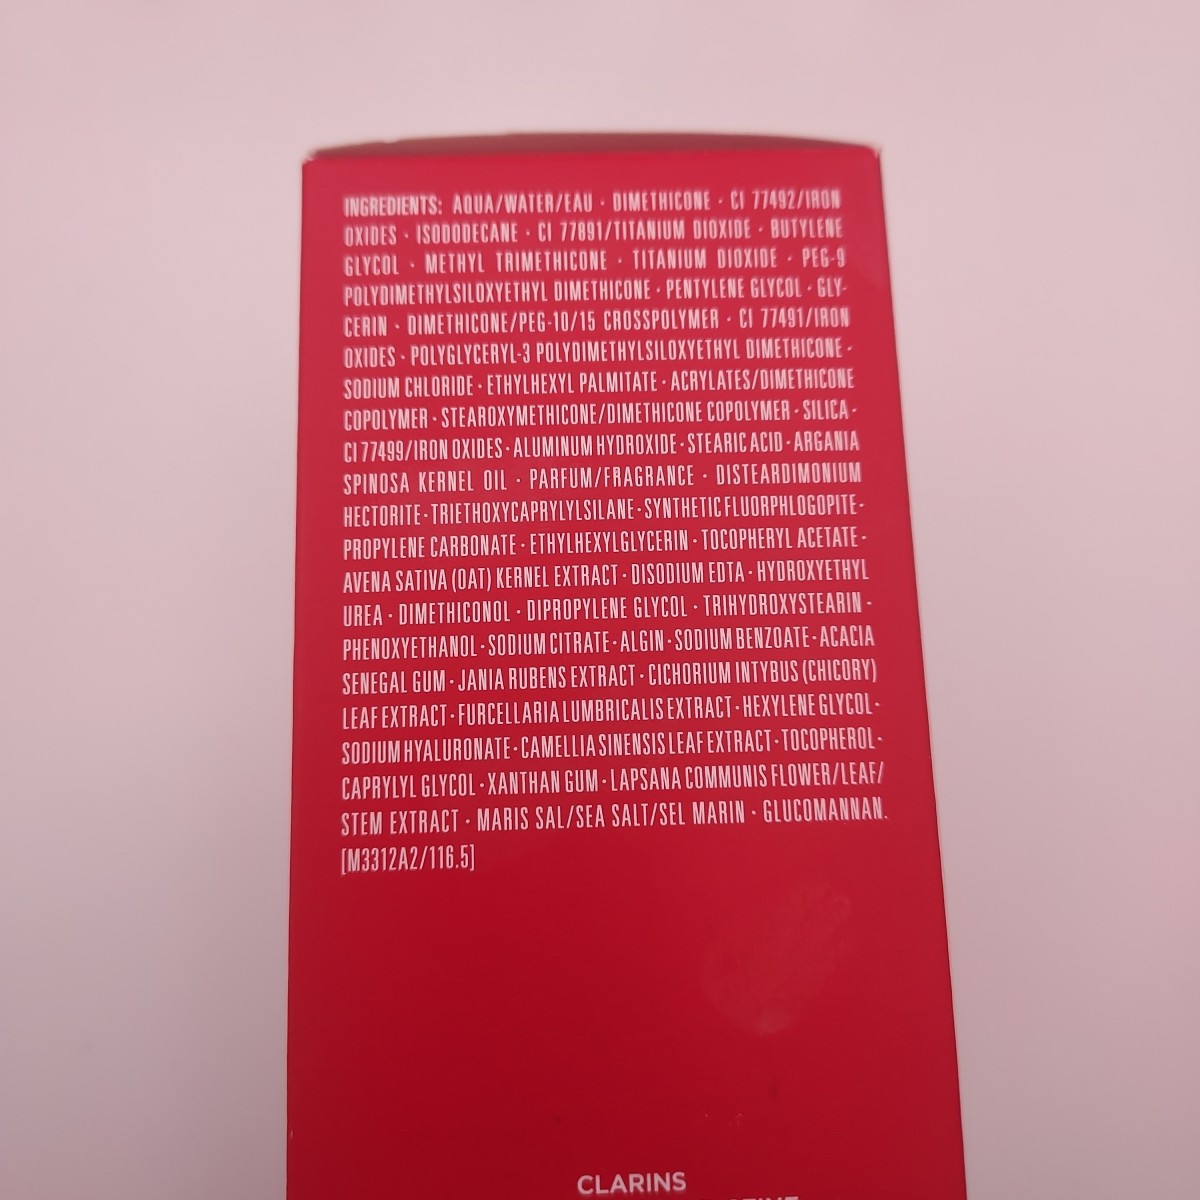 INGREDIENTS: AQUA/WATER/EAU · DIMETHICONE · CI 77492/IRON
OXIDES · ISODODECANE · CI 77891/TITANIUM DIOXIDE · BUTYLENE
GLYCOL · METHYL TRIMETHICONE · TITANIUM DIOXIDE · PEG-9
POLYDIMETHYLSILOXYETHYL DIMETHICONE · PENTYLENE GLYCOL · GLY-
CERIN · DIMETHICONE/PEG-10/15 CROSSPOLYMER · CI 77491/IRON
OXIDES · POLYGLYCERYL-3 POLYDIMETHYLSILOXYETHYL DIMETHICONE ·
SODIUM CHLORIDE · ETHYLHEXYL PALMITATE · ACRYLATES/DIMETHICONE
COPOLYMER · STEAROXYMETHICONE/DIMETHICONE COPOLYMER · SILICA ·
CI 77499/IRON OXIDES · ALUMINUM HYDROXIDE · STEARIC ACID · ARGANIA
SPINOSA KERNEL OIL · PARFUM/FRAGRANCE · DISTEARDIMONIUM
HECTORITE · TRIETHOXYCAPRYLYLSILANE · SYNTHETIC FLUORPHLOGOPITE ·
PROPYLENE CARBONATE · ETHYLHEXYLGLYCERIN · TOCOPHERYL ACETATE ·
AVENA SATIVA (OAT) KERNEL EXTRACT · DISODIUM EDTA · HYDROXYETHYL
UREA · DIMETHICONOL · DIPROPYLENE GLYCOL · TRIHYDROXYSTEARIN ·
PHENOXYETHANOL · SODIUM CITRATE · ALGIN · SODIUM BENZOATE · ACACIA
SENEGAL GUM · JANIA RUBENS EXTRACT · CICHORIUM INTYBUS (CHICORY)
LEAF EXTRACT · FURCELLARIA LUMBRICALIS EXTRACT · HEXYLENE GLYCOL ·
SODIUM HYALURONATE · CAMELLIA SINENSIS LEAF EXTRACT · TOCOPHEROL ·
CAPRYLYL GLYCOL · XANTHAN GUM · LAPSANA COMMUNIS FLOWER/LEAF/
STEM EXTRACT · MARIS SAL/SEA SALT/SEL MARIN · GLUCOMANNAN.
[M3312A2/116.5]
CLARINS